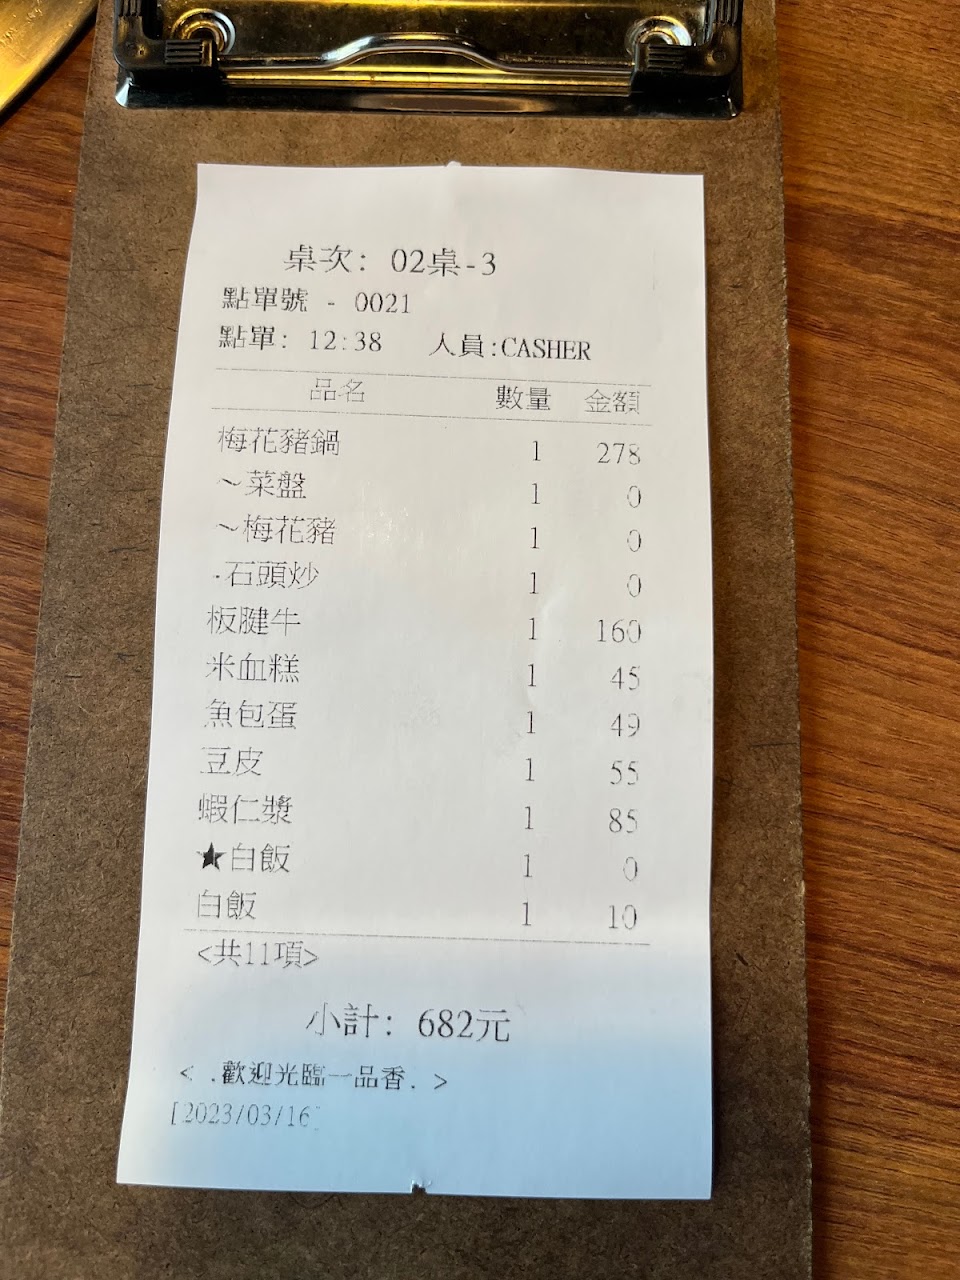 桌次: 02桌-3
點單號 - 0021
點單: 12:38 人員:CASHER
品名 數量 金額
梅花豬鍋 1 278
～菜盤 1 0
～梅花豬 1 0
.石頭炒 1 0
板腱牛 1 160
米血糕 1 45
魚包蛋 1 49
豆皮 1 55
蝦仁漿 1 85
★白飯 1 0
白飯 1 10
<共11項>
小計: 682元
< .歡迎光臨一品香. >
[2023/03/16]